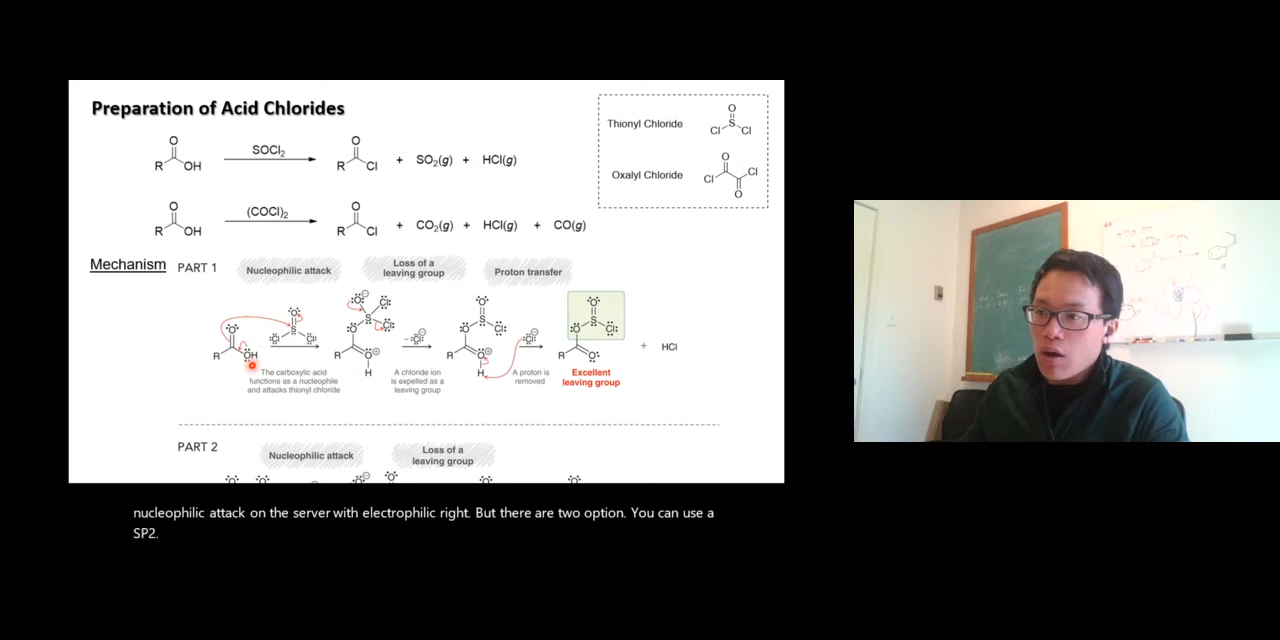 Preparation of Acid Chlorides
R O OH SOCl2 R O Cl + SO2(g) + HCl(g)
R O OH (COCl)2 R O Cl + CO2(g) + HCl(g) + CO(g)
Thionyl Chloride O S Cl Cl
Oxalyl Chloride O Cl Cl O
Mechanism PART 1
Nucleophilic attack
Loss of a
leaving group
Proton transfer
The carboxylic acid
functions as a nucleophile
and attacks thionyl chloride
A chloride ion
is expelled as a
leaving group
A proton is
removed
Excellent
leaving group
+ HCl
PART 2
Nucleophilic attack
Loss of a
leaving group
nucleophilic attack on the server with electrophilic right. But there are two option. You can use a
SP2.